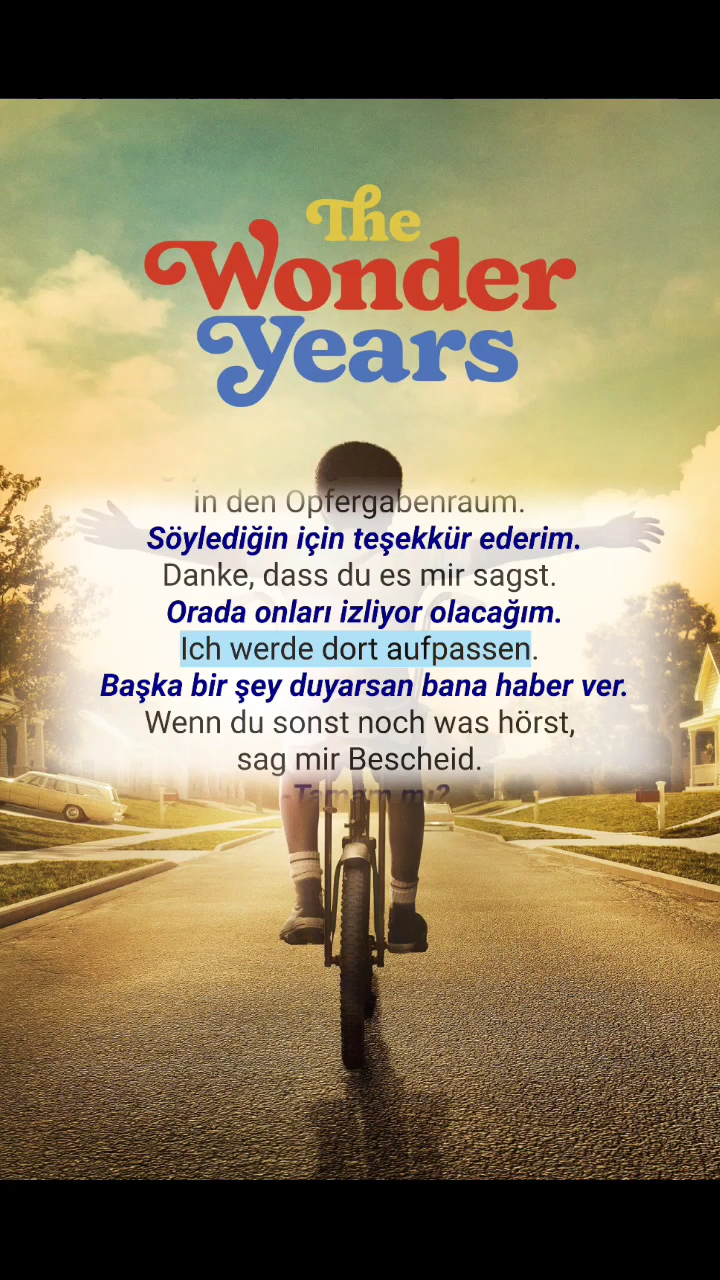 The
Wonder
Years
in den Opfergabenraum.
Söylediğin için teşekkür ederim.
Danke, dass du es mir sagst.
Orada onları izliyor olacağım.
Ich werde dort aufpassen.
Başka bir şey duyarsan bana haber ver.
Wenn du sonst noch was hörst,
sag mir Bescheid.
-Tamam mı?